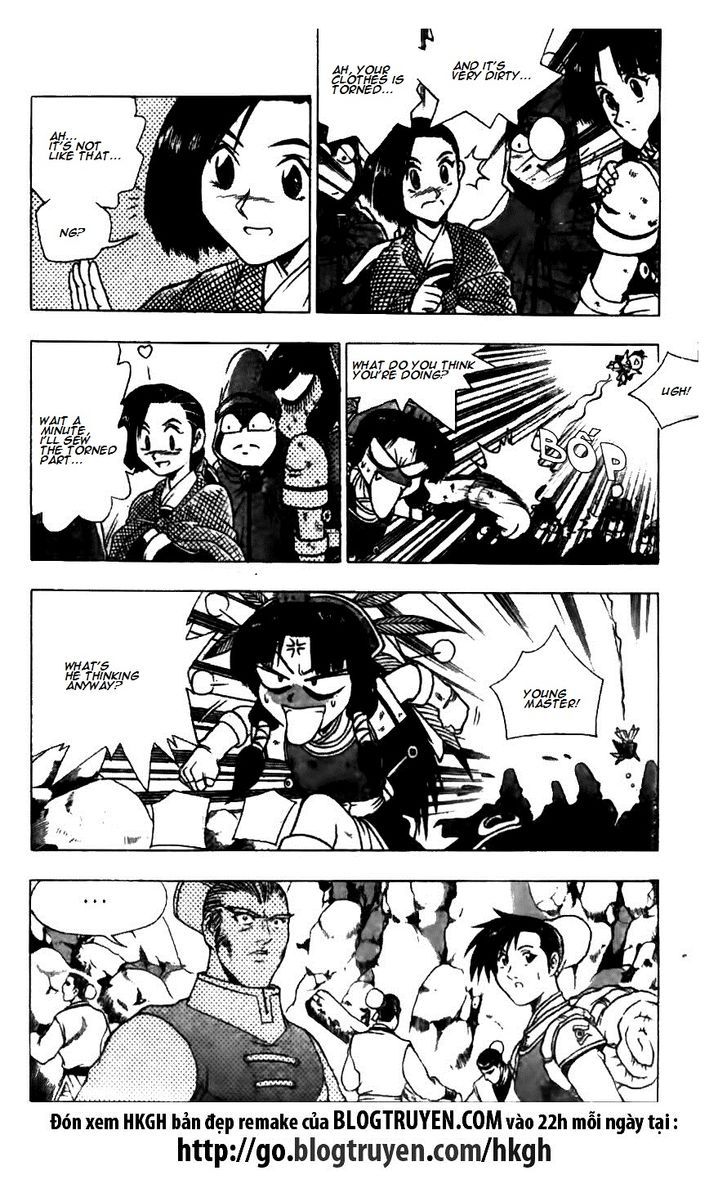 AH, YOUR
CLOTHES IS
TORNED...
AND IT'S
VERY DIRTY...
AH...
IT'S NOT
LIKE THAT...
NG?
WAIT A
MINUTE,
I'LL SEW
THE TORNED
PART...
WHAT DO YOU THINK
YOU'RE DOING?
UGH!
BỐP
WHAT'S
HE THINKING
ANYWAY?
YOUNG
MASTER!
...
Đón xem HKGH bản đẹp remake của BLOGTRUYEN.COM vào 22h mỗi ngày tại :
http://go.blogtruyen.com/hkgh